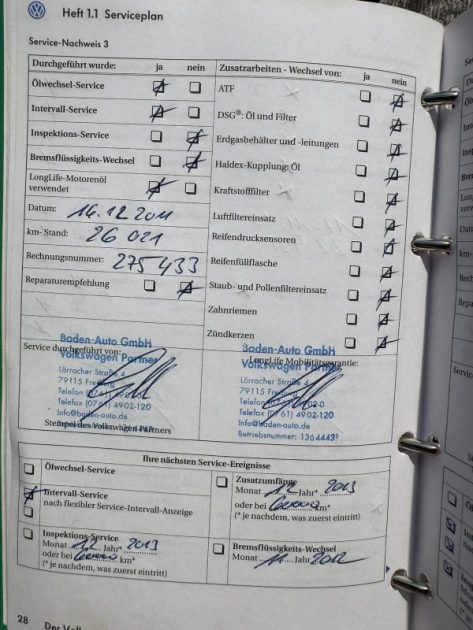 Heft 1.1 Serviceplan
Service-Nachweis 3
Durchgeführt wurde: ja nein
Ölwechsel-Service
Intervall-Service
Inspektions-Service
Bremsflüssigkeits-Wechsel
LongLife-Motorenöl
verwendet
Datum: 16.12 2011
km- Stand: 26 021
Rechnungsnummer: 275 433
Reparaturempfehlung
Zusatzarbeiten - Wechsel von: ja nein
ATF
DSG®: Öl und Filter
Erdgasbehälter und -leitungen
Haldex-Kupplung: Öl
Kraftstofffilter
Luftfiltereinsatz
Reifendrucksensoren
Reifenfüllflasche
Staub- und Pollenfiltereinsatz
Zahnriemen
Zündkerzen
Baden-Auto GmbH
Service durchgeführt von:
Volkswagen Partner
Lörracher Straße 4
79115 Freiburg
Telefon (0761) 4902-0
Telefax (0761) 4902-120
Info@baden-auto.de
Stempel des Volkswagen Partners
Baden-Auto GmbH
LongLife Mobilitätsgarantie:
Volkswagen Partner
Lörracher Straße 4
79115 Freiburg
Telefon (0761) 4902-0
Telefax (0761) 4902-120
Info@baden-auto.de
Betriebsnummer: 1364443
Ihre nächsten Service-Ereignisse
Ölwechsel-Service
Intervall-Service
nach flexibler Service-Intervall-Anzeige
Inspektions-Service
Monat 12 Jahr* 2013
oder bei 60000 km*
(* je nachdem, was zuerst eintritt)
Zusatzumfänge
Monat 12 Jahr* 2013
oder bei 60000 km*
(* je nachdem, was zuerst eintritt)
Bremsflüssigkeits-Wechsel
Monat 11 Jahr 2012
28